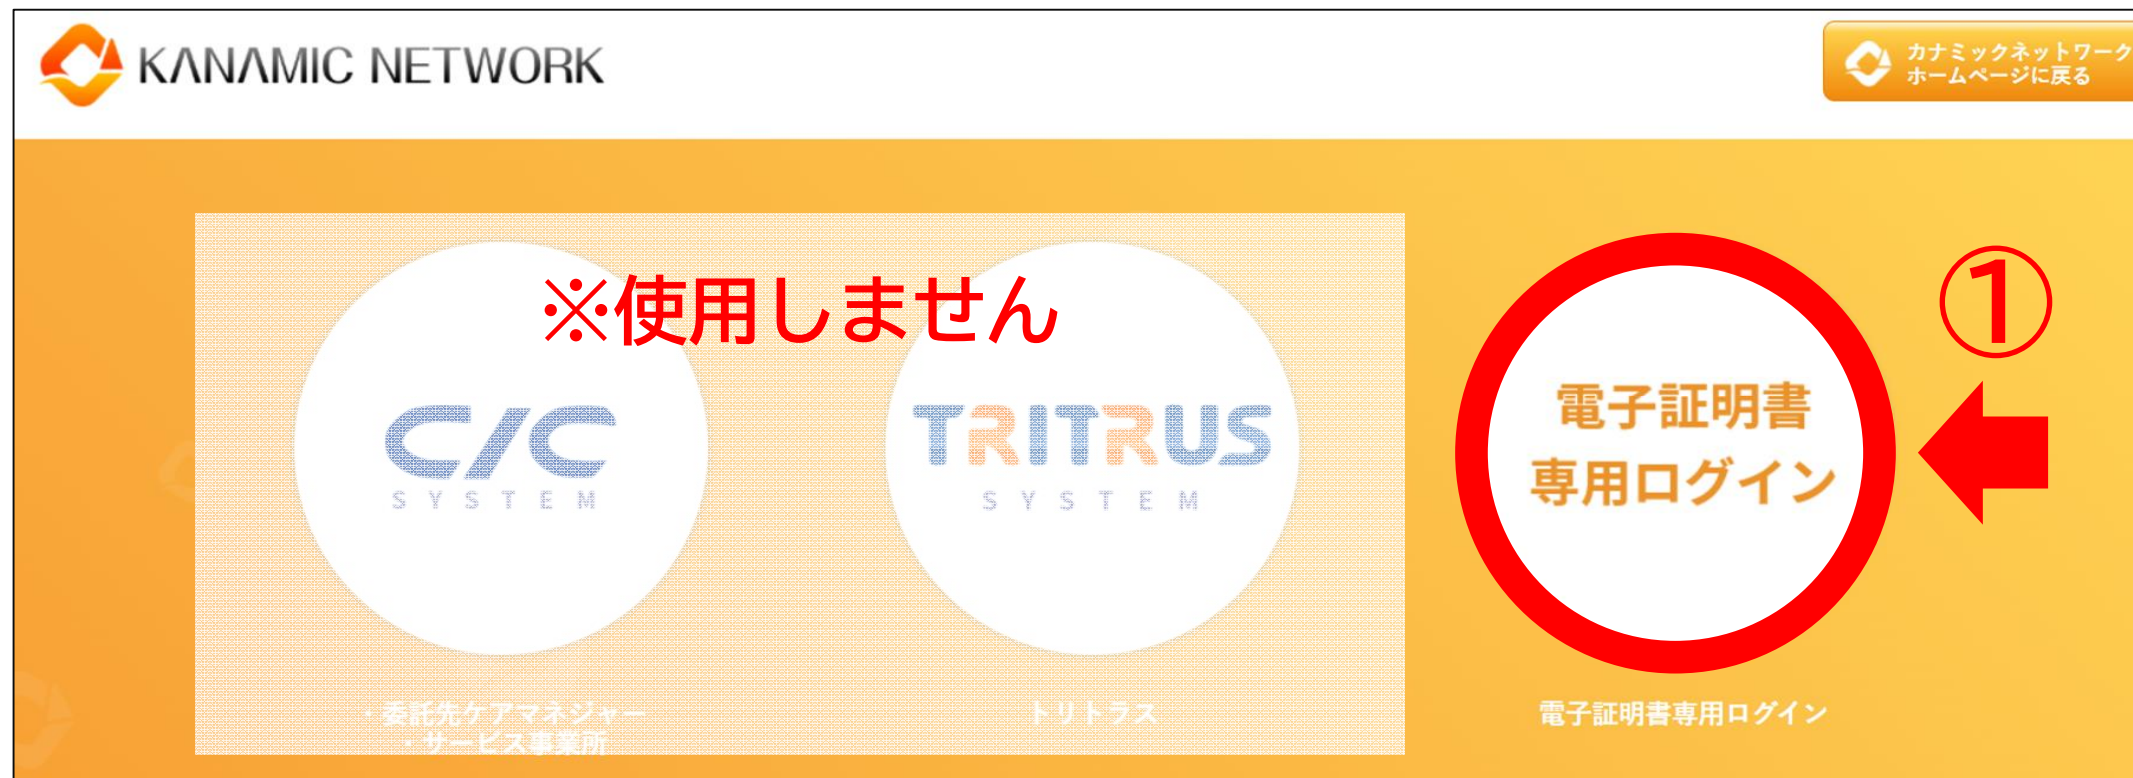 KANAMIC NETWORK
カナミックネットワーク
ホームページに戻る
※使用しません
①
C/C
SYSTEM
TRITRUS
SYSTEM
電子証明書
専用ログイン
・委託先ケアマネジャー
・サービス事業所
トリトラス
電子証明書専用ログイン